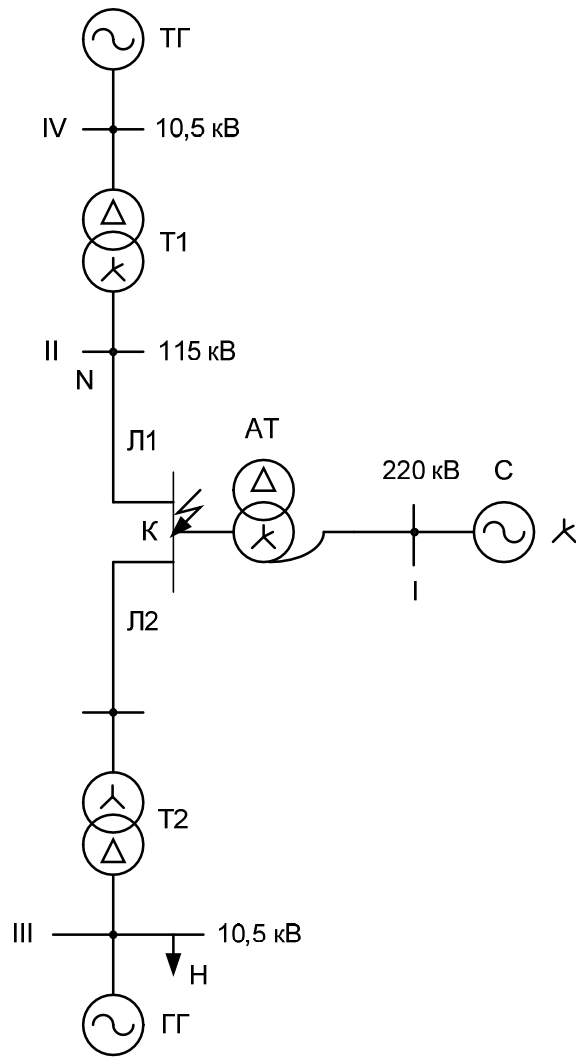 ТГ
IV 10,5 кВ
Т1
II 115 кВ
N
Л1
АТ
220 кВ С
К
I
Л2
Т2
III 10,5 кВ
Н
ГГ